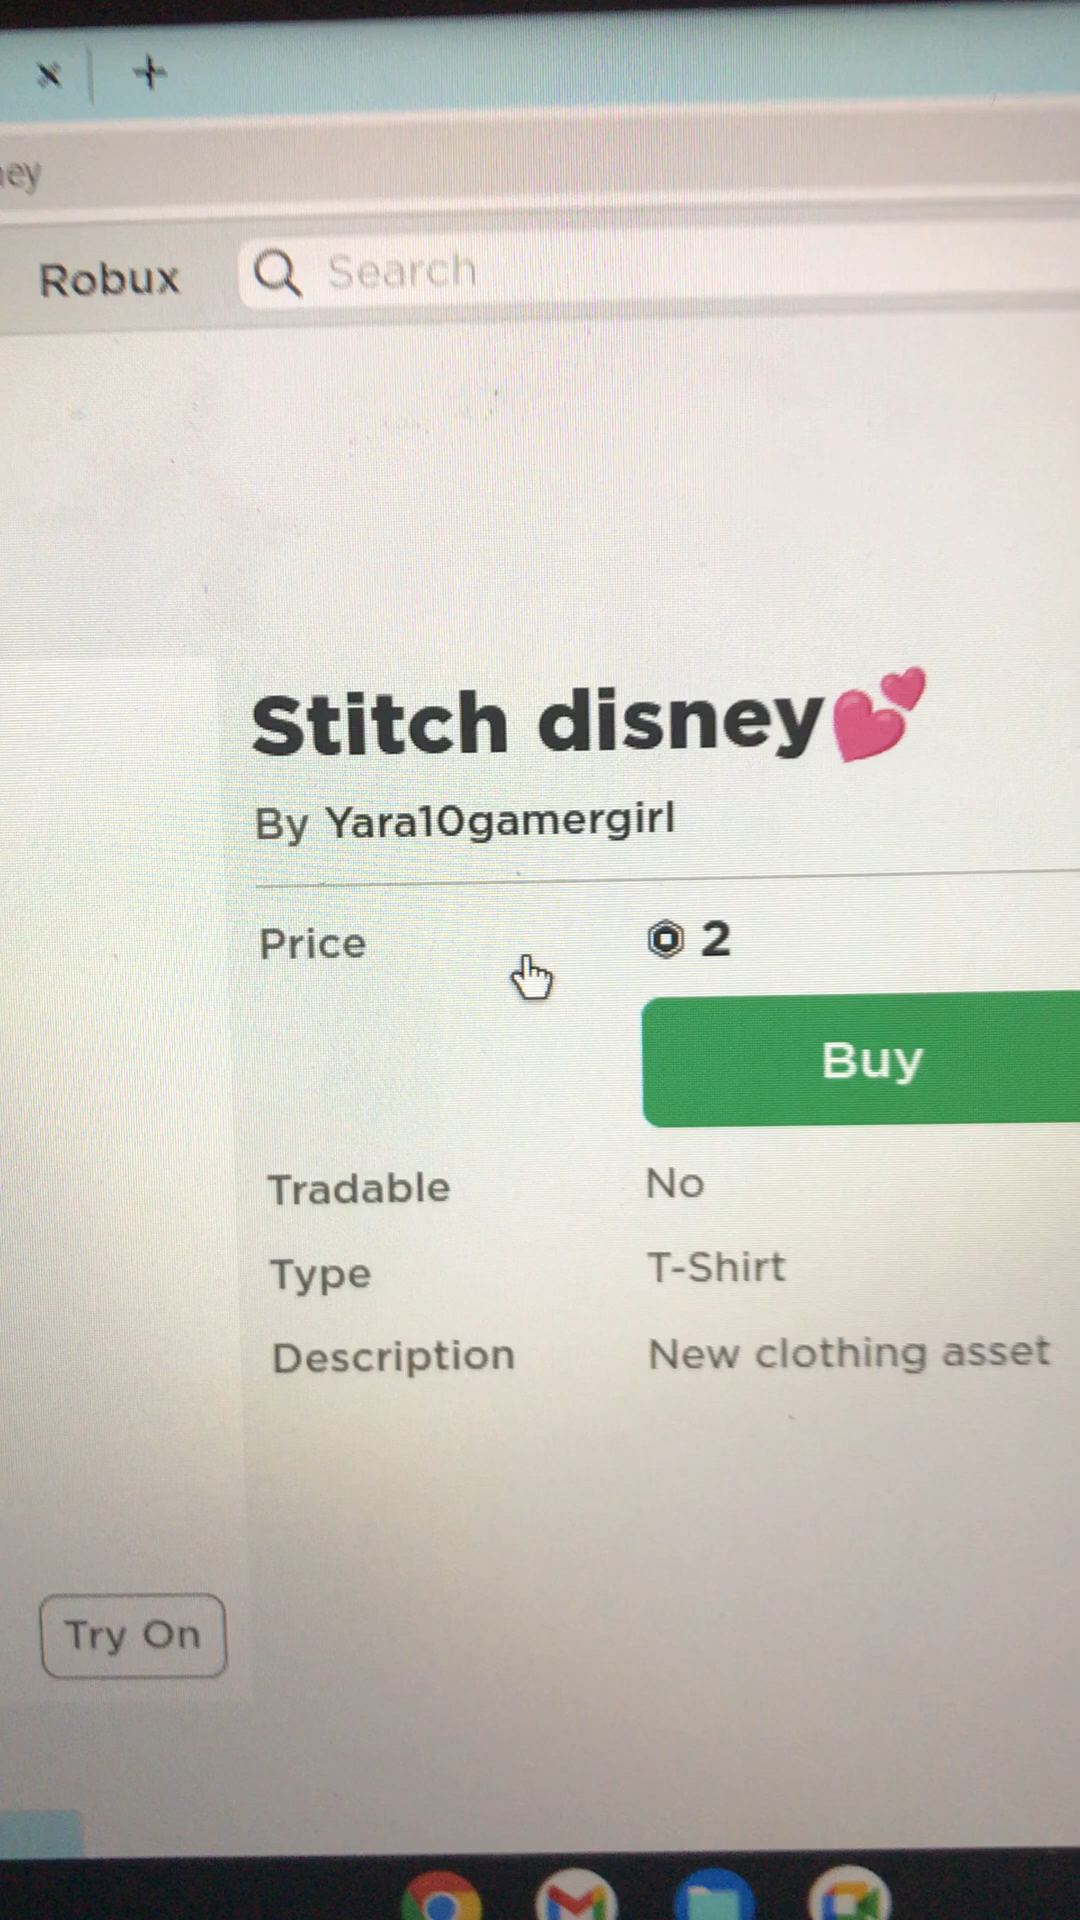 ey
Robux
Search
Stitch disney💕
By Yara10gamergirl
Price 2
Buy
Tradable No
Type T-Shirt
Description New clothing asset
Try On